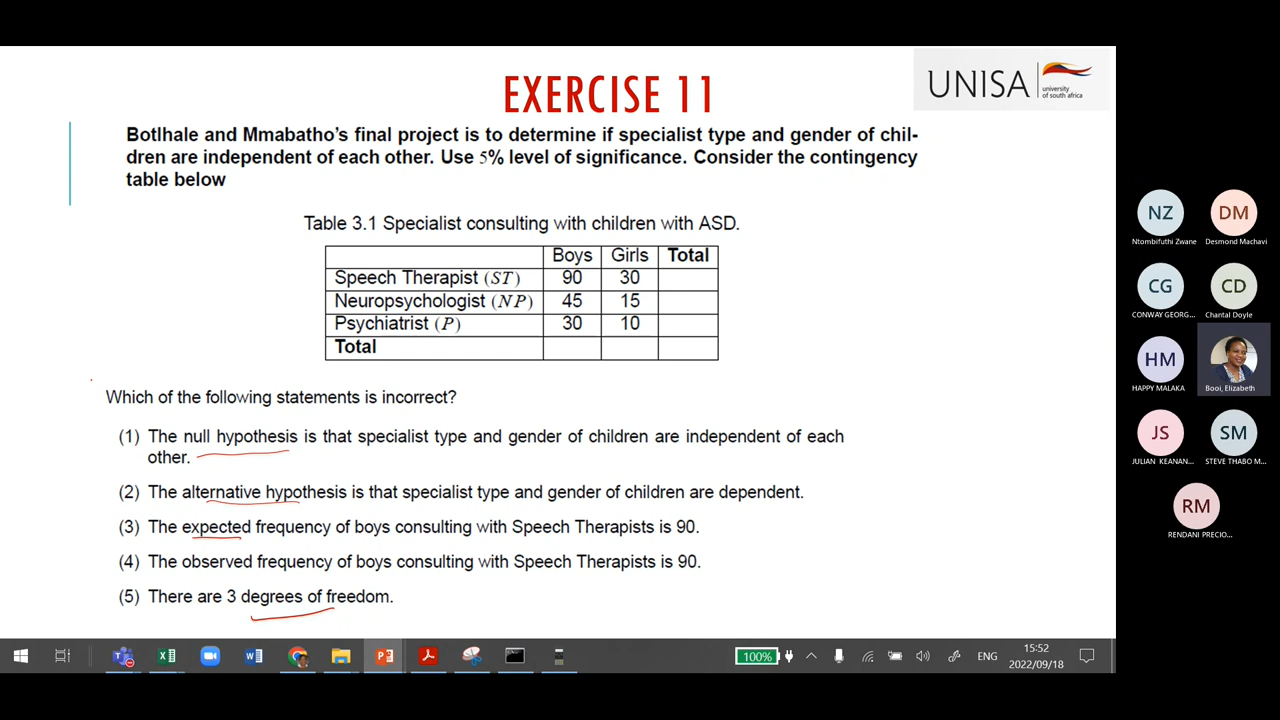 EXERCISE 11
UNISA
university
of south africa
Botlhale and Mmabatho's final project is to determine if specialist type and gender of chil-
dren are independent of each other. Use 5% level of significance. Consider the contingency
table below
Table 3.1 Specialist consulting with children with ASD.
Boys Girls Total
Speech Therapist (ST) 90 30
Neuropsychologist (NP) 45 15
Psychiatrist (P) 30 10
Total
Which of the following statements is incorrect?
(1) The null hypothesis is that specialist type and gender of children are independent of each
other.
(2) The alternative hypothesis is that specialist type and gender of children are dependent.
(3) The expected frequency of boys consulting with Speech Therapists is 90.
(4) The observed frequency of boys consulting with Speech Therapists is 90.
(5) There are 3 degrees of freedom.
NZ
Ntombifuthi Zwane
DM
Desmond Machavi
CG
CONWAY GEORG...
CD
Chantal Doyle
HM
HAPPY MALAKA
Booi, Elizabeth
JS
JULIAN KEANAN...
SM
STEVE THABO M...
RM
RENDANI PRECIO...
100%
ENG
15:52
2022/09/18